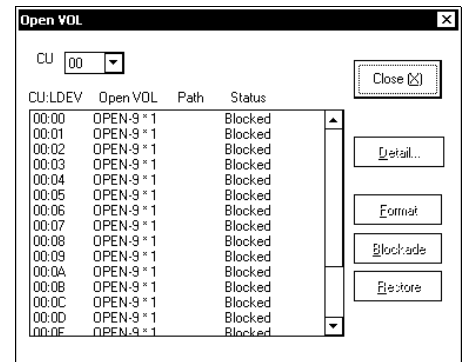 Open VOL
CU 00
Close (X)
CU:LDEV Open VOL Path Status
00:00 OPEN-9 * 1 Blocked
00:01 OPEN-9 * 1 Blocked
00:02 OPEN-9 * 1 Blocked
00:03 OPEN-9 * 1 Blocked
00:04 OPEN-9 * 1 Blocked
00:05 OPEN-9 * 1 Blocked
00:06 OPEN-9 * 1 Blocked
00:07 OPEN-9 * 1 Blocked
00:08 OPEN-9 * 1 Blocked
00:09 OPEN-9 * 1 Blocked
00:0A OPEN-9 * 1 Blocked
00:0B OPEN-9 * 1 Blocked
00:0C OPEN-9 * 1 Blocked
00:0D OPEN-9 * 1 Blocked
OPEN-9 * 1 Blocked
Detail...
Format
Blockade
Restore